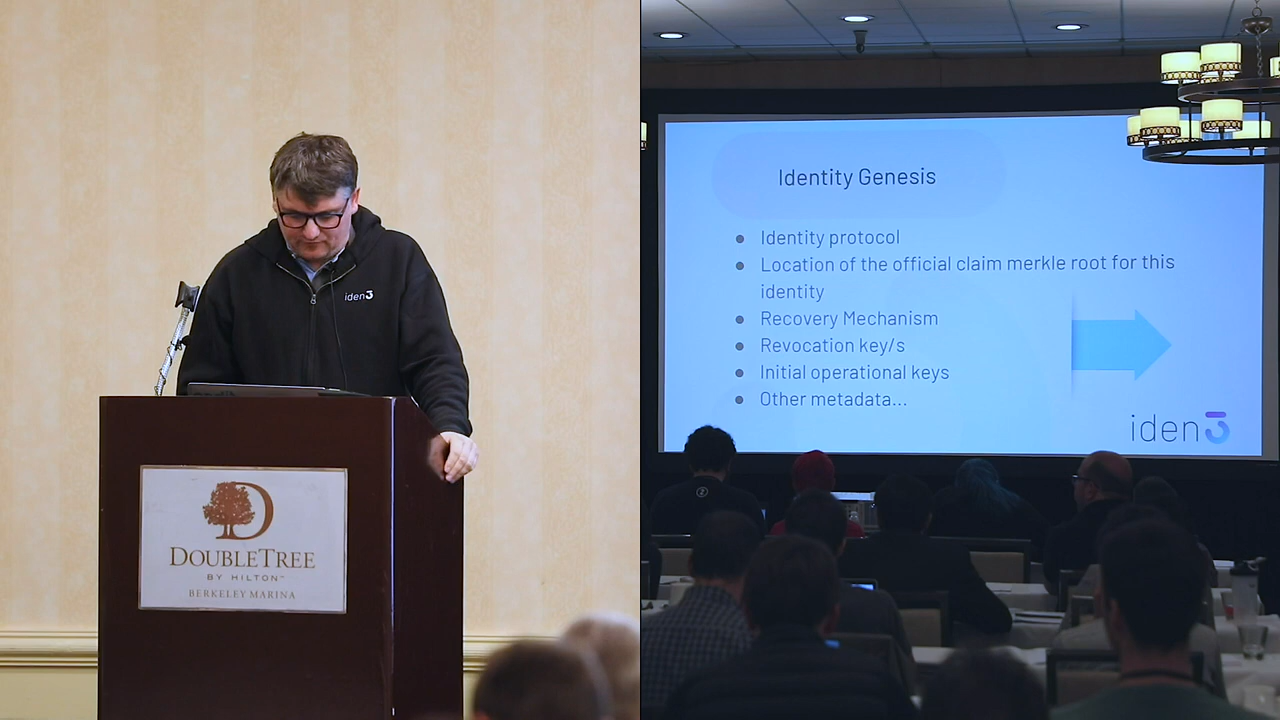 iden3
DOUBLETREE
BY HILTON™
BERKELEY MARINA
Identity Genesis
● Identity protocol
● Location of the official claim merkle root for this
identity
● Recovery Mechanism
● Revocation key/s
● Initial operational keys
● Other metadata...
iden3